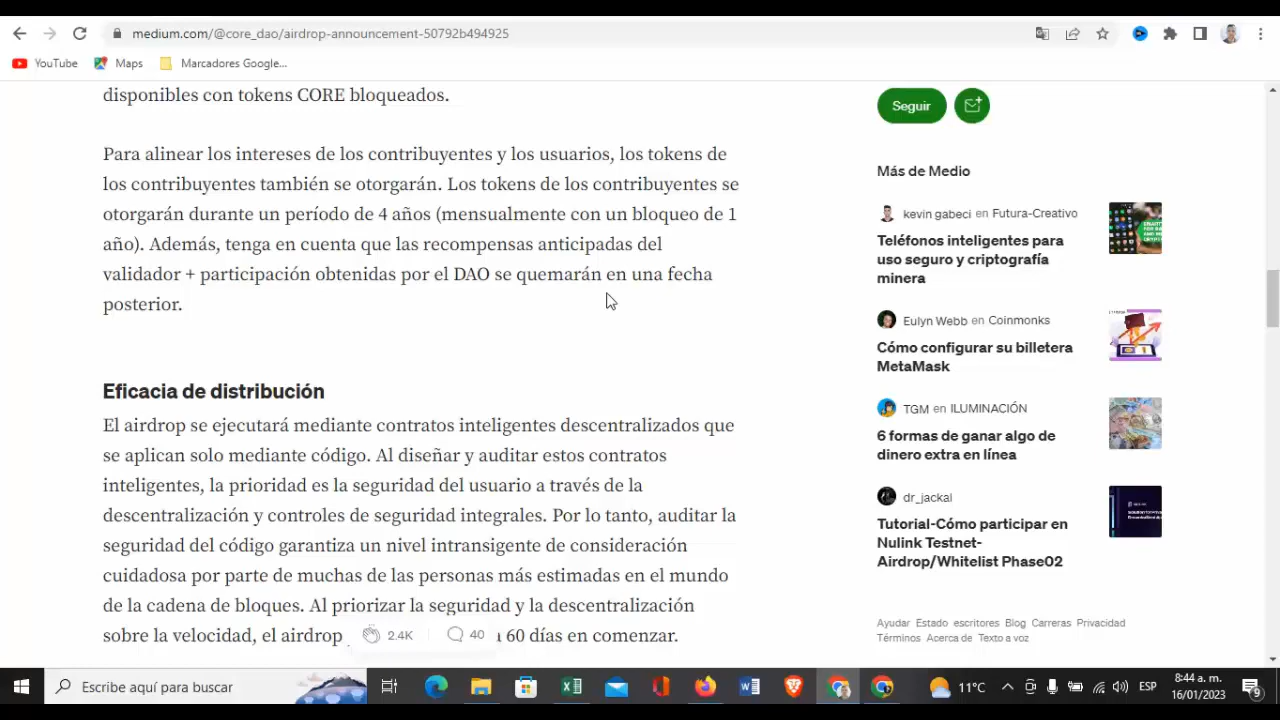 medium.com/@core_dao/airdrop-announcement-50792b494925
YouTube
Maps
Marcadores Google...
disponibles con tokens CORE bloqueados.
Para alinear los intereses de los contribuyentes y los usuarios, los tokens de
los contribuyentes también se otorgarán. Los tokens de los contribuyentes se
otorgarán durante un período de 4 años (mensualmente con un bloqueo de 1
año). Además, tenga en cuenta que las recompensas anticipadas del
validador + participación obtenidas por el DAO se quemarán en una fecha
posterior.
Eficacia de distribución
El airdrop se ejecutará mediante contratos inteligentes descentralizados que
se aplican solo mediante código. Al diseñar y auditar estos contratos
inteligentes, la prioridad es la seguridad del usuario a través de la
descentralización y controles de seguridad integrales. Por lo tanto, auditar la
seguridad del código garantiza un nivel intransigente de consideración
cuidadosa por parte de muchas de las personas más estimadas en el mundo
de la cadena de bloques. Al priorizar la seguridad y la descentralización
sobre la velocidad, el airdrop a 60 días en comenzar.
2.4K
40
Seguir
Más de Medio
kevin gabeci en Futura-Creativo
Teléfonos inteligentes para
uso seguro y criptografía
minera
Eulyn Webb en Coinmonks
Cómo configurar su billetera
MetaMask
TGM en ILUMINACIÓN
6 formas de ganar algo de
dinero extra en línea
dr_jackal
Tutorial-Cómo participar en
Nulink Testnet-
Airdrop/Whitelist Phase02
Ayudar Estado escritores Blog Carreras Privacidad
Términos Acerca de Texto a voz
Escribe aquí para buscar
11°C
ESP
8:44 a. m.
16/01/2023
9